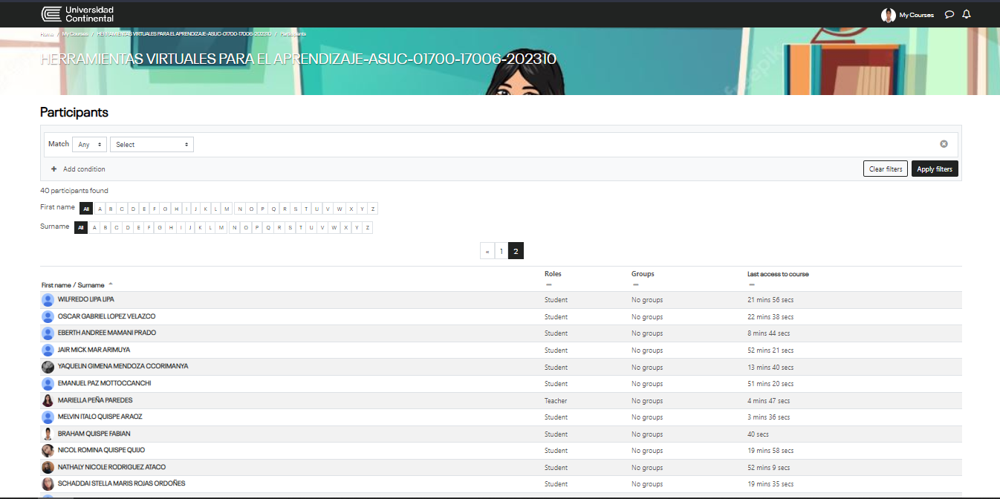 Universidad
Continental
My Courses
Home / My Courses / HERRAMIENTAS VIRTUALES PARA EL APRENDIZAJE-ASUC-01700-17006-202310 / Participants
HERRAMIENTAS VIRTUALES PARA EL APRENDIZAJE-ASUC-01700-17006-202310
freepik
Participants
Match Any Select
+ Add condition
Clear filters Apply filters
40 participants found
First name All A B C D E F G H I J K L M N O P Q R S T U V W X Y Z
Surname All A B C D E F G H I J K L M N O P Q R S T U V W X Y Z
« 1 2
First name / Surname Roles Groups Last access to course
WILFREDO LIPA LIPA Student No groups 21 mins 56 secs
OSCAR GABRIEL LOPEZ VELAZCO Student No groups 22 mins 38 secs
EBERTH ANDREE MAMANI PRADO Student No groups 8 mins 44 secs
JAIR MICK MAR ARIMUYA Student No groups 52 mins 21 secs
YAQUELIN GIMENA MENDOZA CCORIMANYA Student No groups 13 mins 40 secs
EMANUEL PAZ MOTTOCCANCHI Student No groups 51 mins 20 secs
MARIELLA PEÑA PAREDES Teacher No groups 4 mins 47 secs
MELVIN ITALO QUISPE ARAOZ Student No groups 3 mins 36 secs
BRAHAM QUISPE FABIAN Student No groups 40 secs
NICOL ROMINA QUISPE QUIJO Student No groups 19 mins 58 secs
NATHALY NICOLE RODRIGUEZ ATACO Student No groups 52 mins 9 secs
SCHADDAI STELLA MARIS ROJAS ORDOÑES Student No groups 19 mins 35 secs